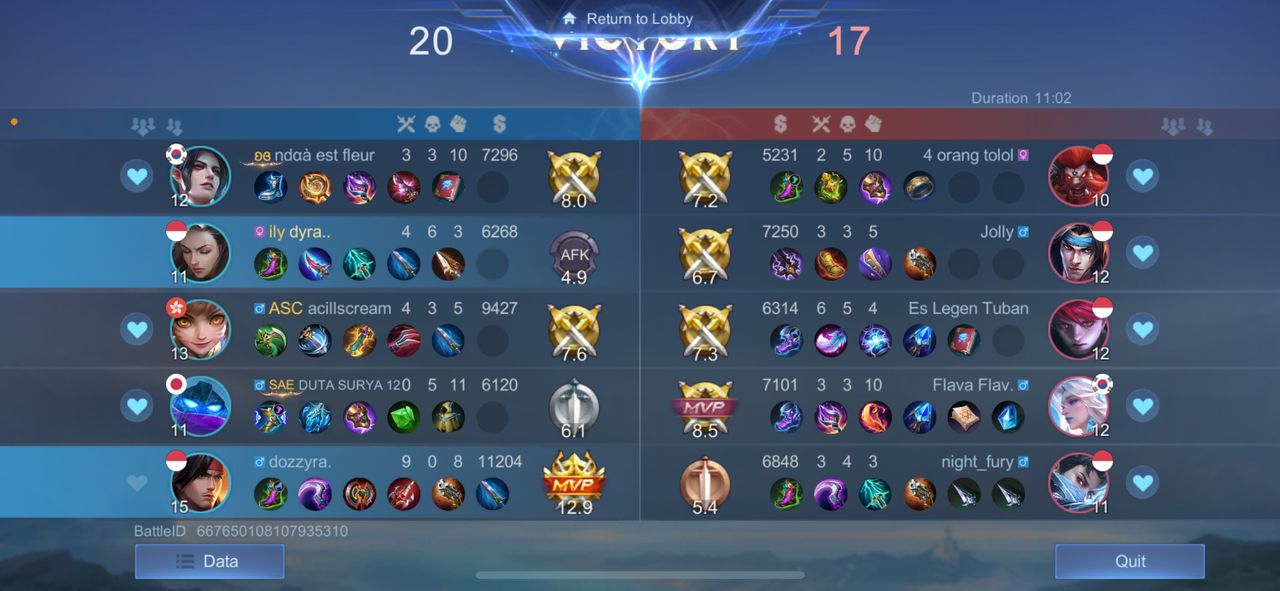 Return to Lobby
20 VICTORY 17
Duration 11:02
ʚɞ ndαà est fleur 3 3 10 7296
12 8.0
5231 2 5 10 4 orang tolol
7.2 10
ily dyra.. 4 6 3 6268
11 AFK 4.9
7250 3 3 5 Jolly
6.7 12
ASC acillscream 4 3 5 9427
13 7.6
6314 6 5 4 Es Legen Tuban
7.3 12
SAE DUTA SURYA 12 0 5 11 6120
11 6.1
7101 3 3 10 Flava Flav.
MVP 8.5 12
dozzyra. 9 0 8 11204
15 MVP 12.9
6848 3 4 3 night_fury
5.4 11
BattleID 667650108107935310
Data
Quit